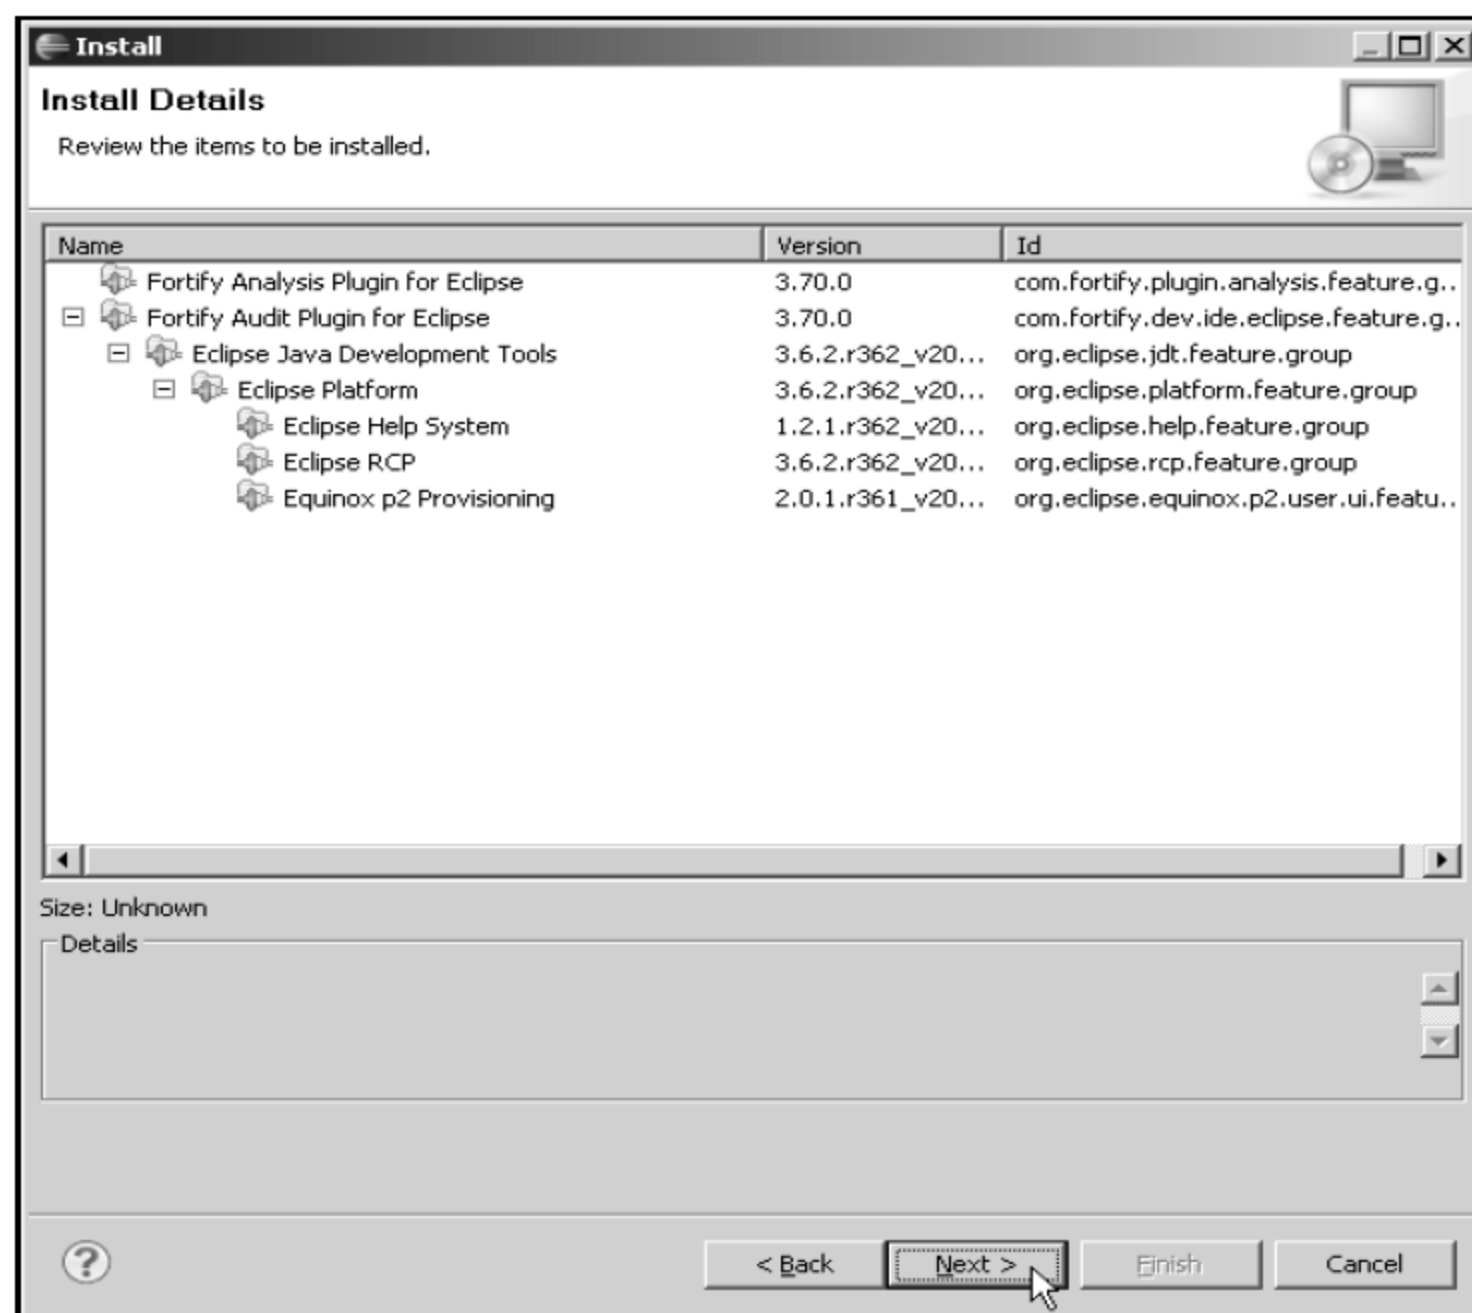 Install
Install Details
Review the items to be installed.
Name Version Id
Fortify Analysis Plugin for Eclipse 3.70.0 com.fortify.plugin.analysis.feature.g..
Fortify Audit Plugin for Eclipse 3.70.0 com.fortify.dev.ide.eclipse.feature.g..
Eclipse Java Development Tools 3.6.2.r362_v20... org.eclipse.jdt.feature.group
Eclipse Platform 3.6.2.r362_v20... org.eclipse.platform.feature.group
Eclipse Help System 1.2.1.r362_v20... org.eclipse.help.feature.group
Eclipse RCP 3.6.2.r362_v20... org.eclipse.rcp.feature.group
Equinox p2 Provisioning 2.0.1.r361_v20... org.eclipse.equinox.p2.user.ui.featu..
Size: Unknown
Details
? < Back Next > Finish Cancel